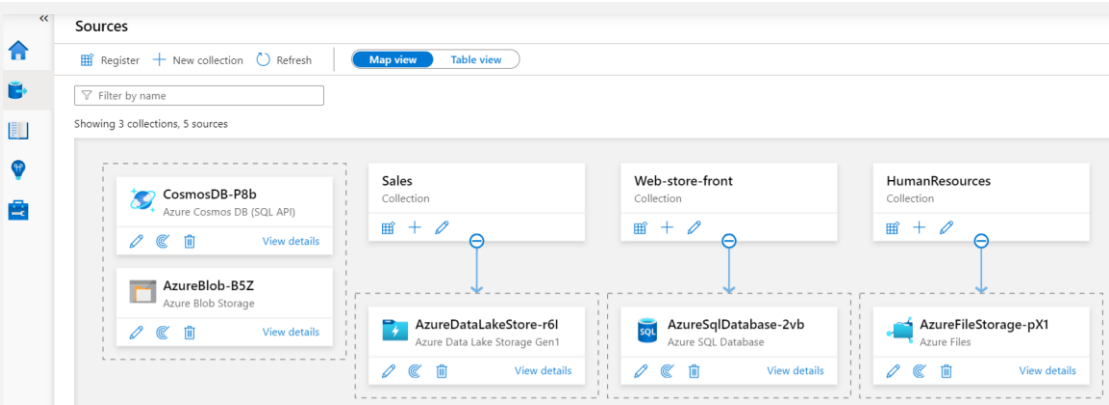 «
Sources
Register
New collection
Refresh
Map view
Table view
Filter by name
Showing 3 collections, 5 sources
CosmosDB-P8b
Azure Cosmos DB (SQL API)
View details
AzureBlob-B5Z
Azure Blob Storage
View details
Sales
Collection
AzureDataLakeStore-r6I
Azure Data Lake Storage Gen1
View details
Web-store-front
Collection
SQL
AzureSqlDatabase-2vb
Azure SQL Database
View details
HumanResources
Collection
AzureFileStorage-pX1
Azure Files
View details